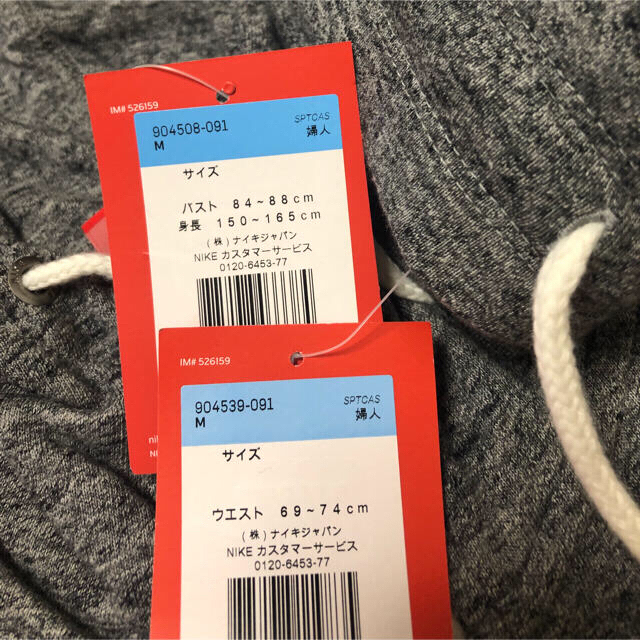 IM# 526159
904508-091
M
SPTCAS
婦人
サイズ
バスト 84~88cm
身長 150~165cm
(株)ナイキジャパン
NIKE カスタマーサービス
0120-6453-77
IM# 526159
904539-091
M
SPTCAS
婦人
サイズ
ウエスト 69~74cm
(株)ナイキジャパン
NIKE カスタマーサービス
0120-6453-77